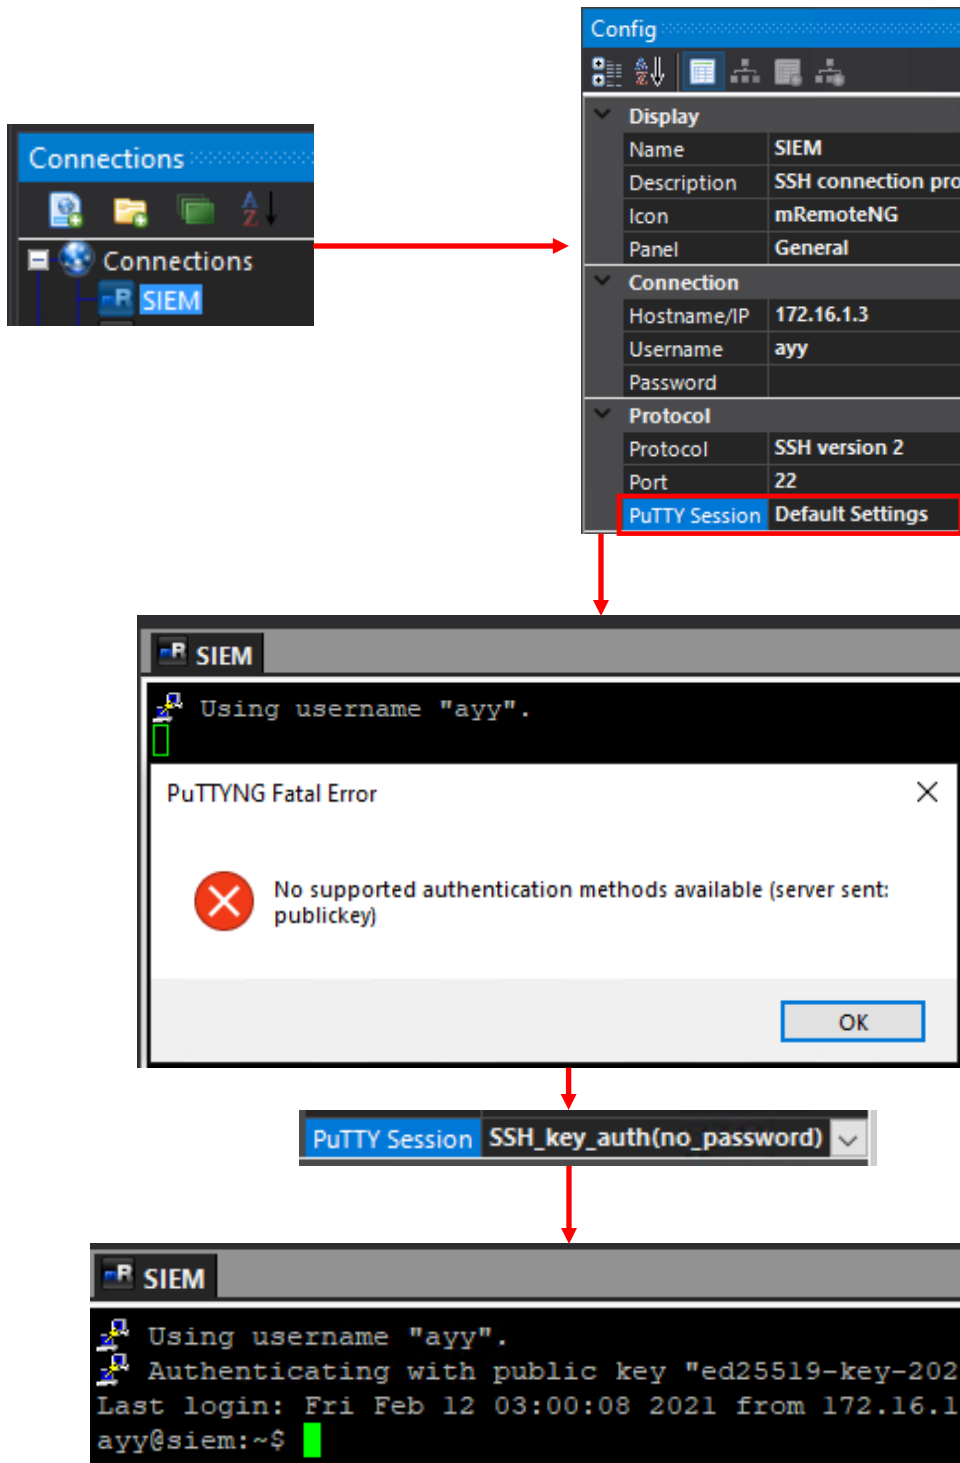 Config
Display
Name SIEM
Description SSH connection pro
Icon mRemoteNG
Panel General
Connection
Hostname/IP 172.16.1.3
Username ayy
Password
Protocol
Protocol SSH version 2
Port 22
PuTTY Session Default Settings
Connections
Connections
SIEM
SIEM
Using username "ayy".
PuTTYNG Fatal Error
No supported authentication methods available (server sent:
publickey)
OK
PuTTY Session SSH_key_auth(no_password)
SIEM
Using username "ayy".
Authenticating with public key "ed25519-key-202
Last login: Fri Feb 12 03:00:08 2021 from 172.16.1
ayy@siem:~$